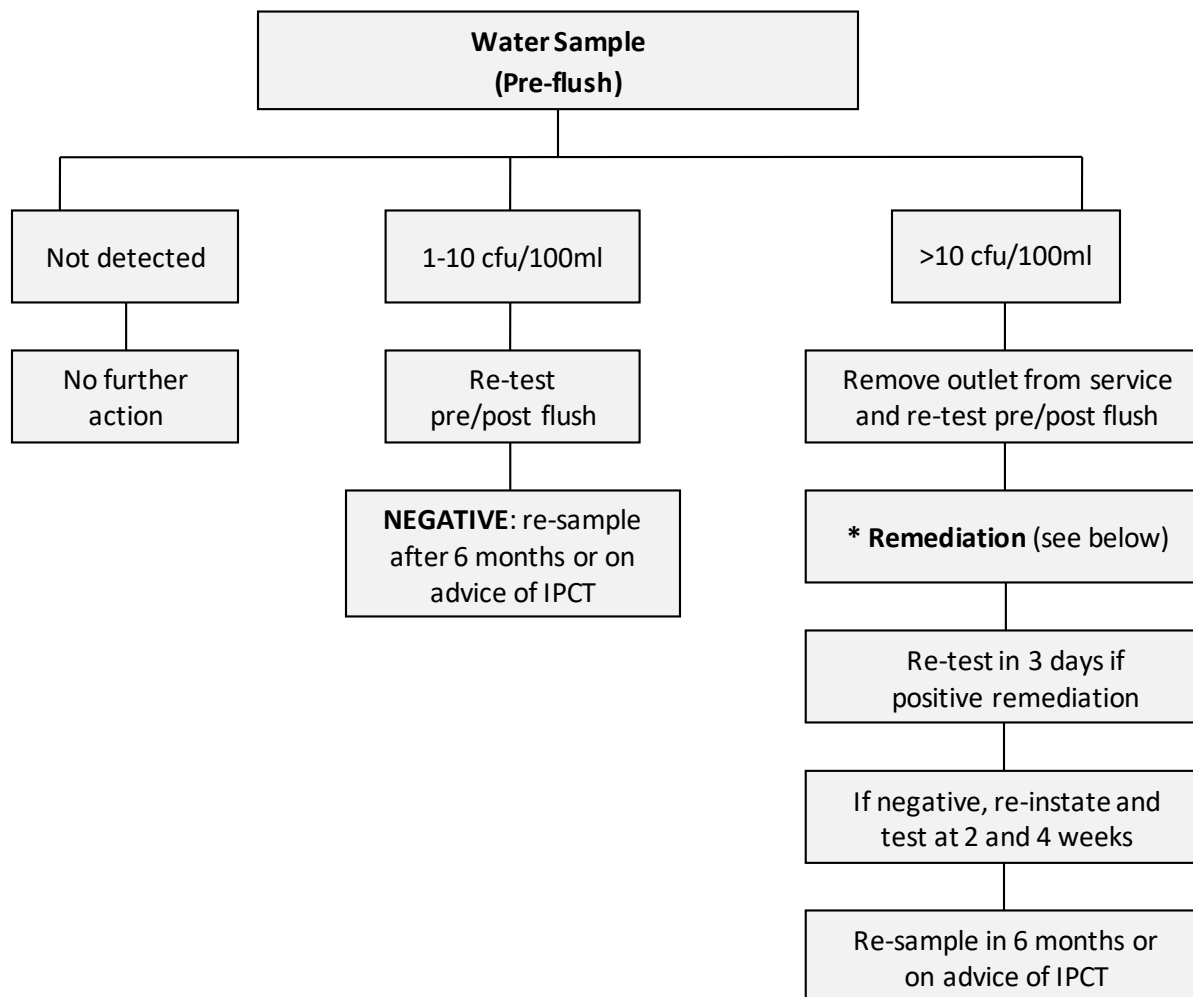 Water Sample
(Pre-flush)
Not detected
1-10 cfu/100ml
>10 cfu/100ml
No further
action
Re-test
pre/post flush
Remove outlet from service
and re-test pre/post flush
NEGATIVE: re-sample
after 6 months or on
advice of IPCT
* Remediation (see below)
Re-test in 3 days if
positive remediation
If negative, re-instate and
test at 2 and 4 weeks
Re-sample in 6 months or
on advice of IPCT